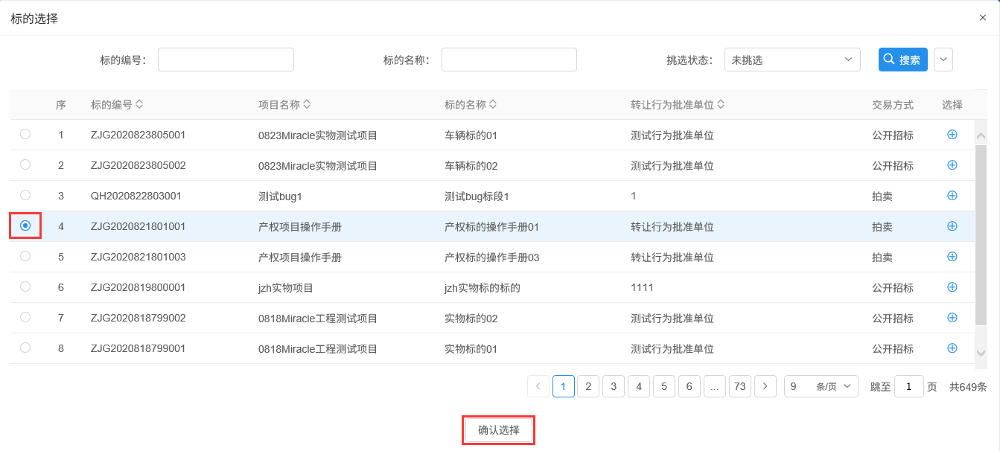 标的选择
标的编号： 标的名称： 挑选状态： 未挑选 搜索
序 标的编号 项目名称 标的名称 转让行为批准单位 交易方式 选择
1 ZJG2020823805001 0823Miracle实物测试项目 车辆标的01 测试行为批准单位 公开招标
2 ZJG2020823805002 0823Miracle实物测试项目 车辆标的02 测试行为批准单位 公开招标
3 QH2020822803001 测试bug1 测试bug标段1 1 拍卖
4 ZJG2020821801001 产权项目操作手册 产权标的操作手册01 转让行为批准单位 拍卖
5 ZJG2020821801003 产权项目操作手册 产权标的操作手册03 转让行为批准单位 拍卖
6 ZJG2020819800001 jzh实物项目 jzh实物标的标的 1111 公开招标
7 ZJG2020818799002 0818Miracle工程测试项目 实物标的02 测试行为批准单位 公开招标
8 ZJG2020818799001 0818Miracle工程测试项目 实物标的01 测试行为批准单位 公开招标
1 2 3 4 5 6 ... 73 9 条/页 跳至 1 页 共649条
确认选择